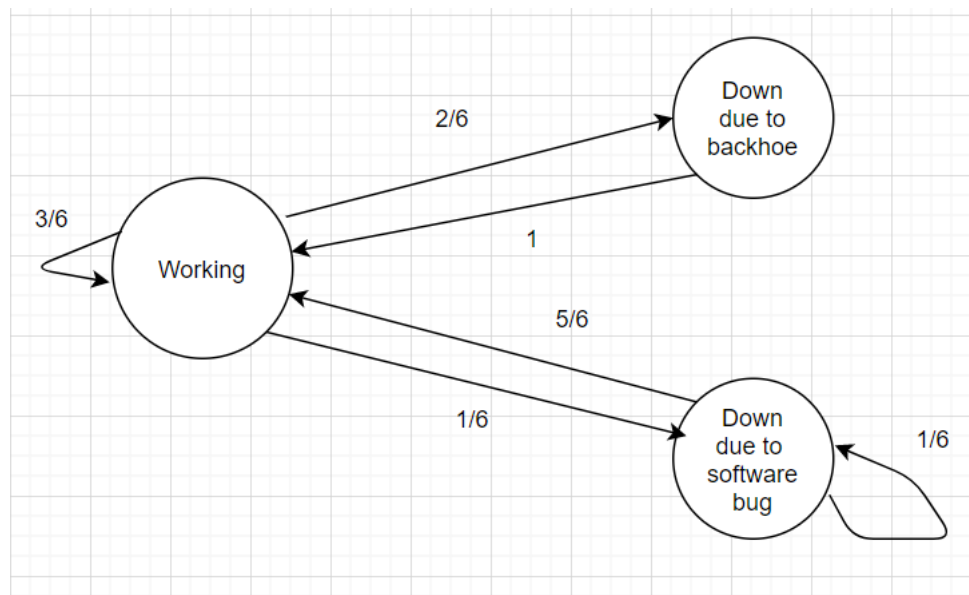 Down
due to
backhoe
2/6
3/6
1
Working
5/6
1/6
Down
due to
software
bug
1/6